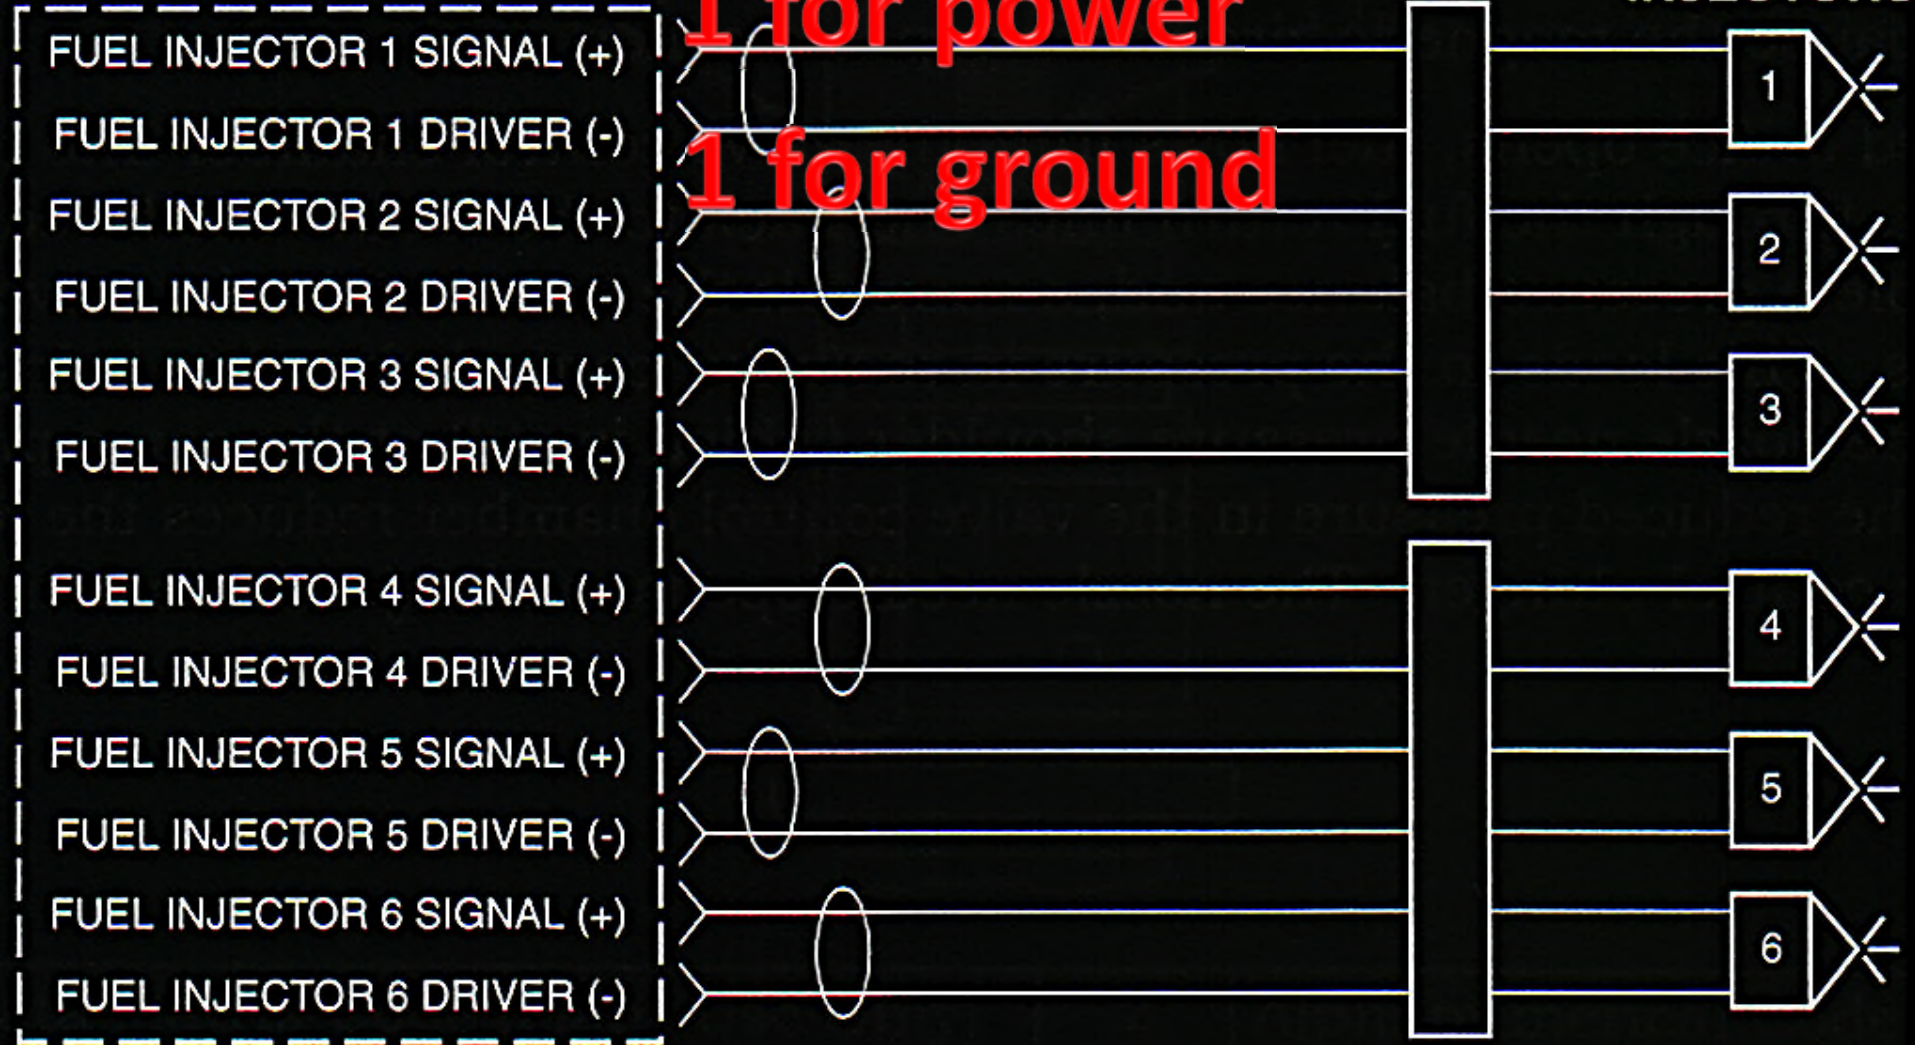 1 for power
FUEL INJECTOR 1 SIGNAL (+)
1
FUEL INJECTOR 1 DRIVER (-)
1 for ground
FUEL INJECTOR 2 SIGNAL (+)
2
FUEL INJECTOR 2 DRIVER (-)
FUEL INJECTOR 3 SIGNAL (+)
3
FUEL INJECTOR 3 DRIVER (-)
FUEL INJECTOR 4 SIGNAL (+)
4
FUEL INJECTOR 4 DRIVER (-)
FUEL INJECTOR 5 SIGNAL (+)
5
FUEL INJECTOR 5 DRIVER (-)
FUEL INJECTOR 6 SIGNAL (+)
6
FUEL INJECTOR 6 DRIVER (-)